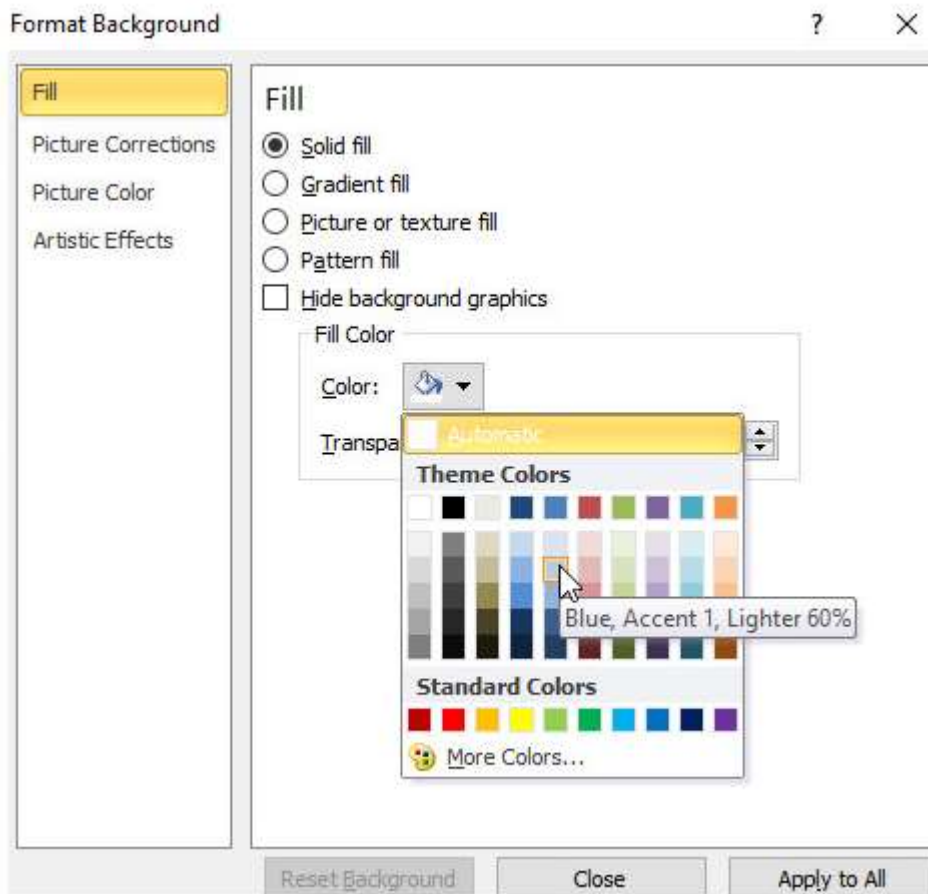 Format Background ?
Fill
Picture Corrections
Picture Color
Artistic Effects
Fill
Solid fill
Gradient fill
Picture or texture fill
Pattern fill
Hide background graphics
Fill Color
Color:
Transpa
Automatic
Theme Colors
Blue, Accent 1, Lighter 60%
Standard Colors
More Colors...
Reset Background Close Apply to All